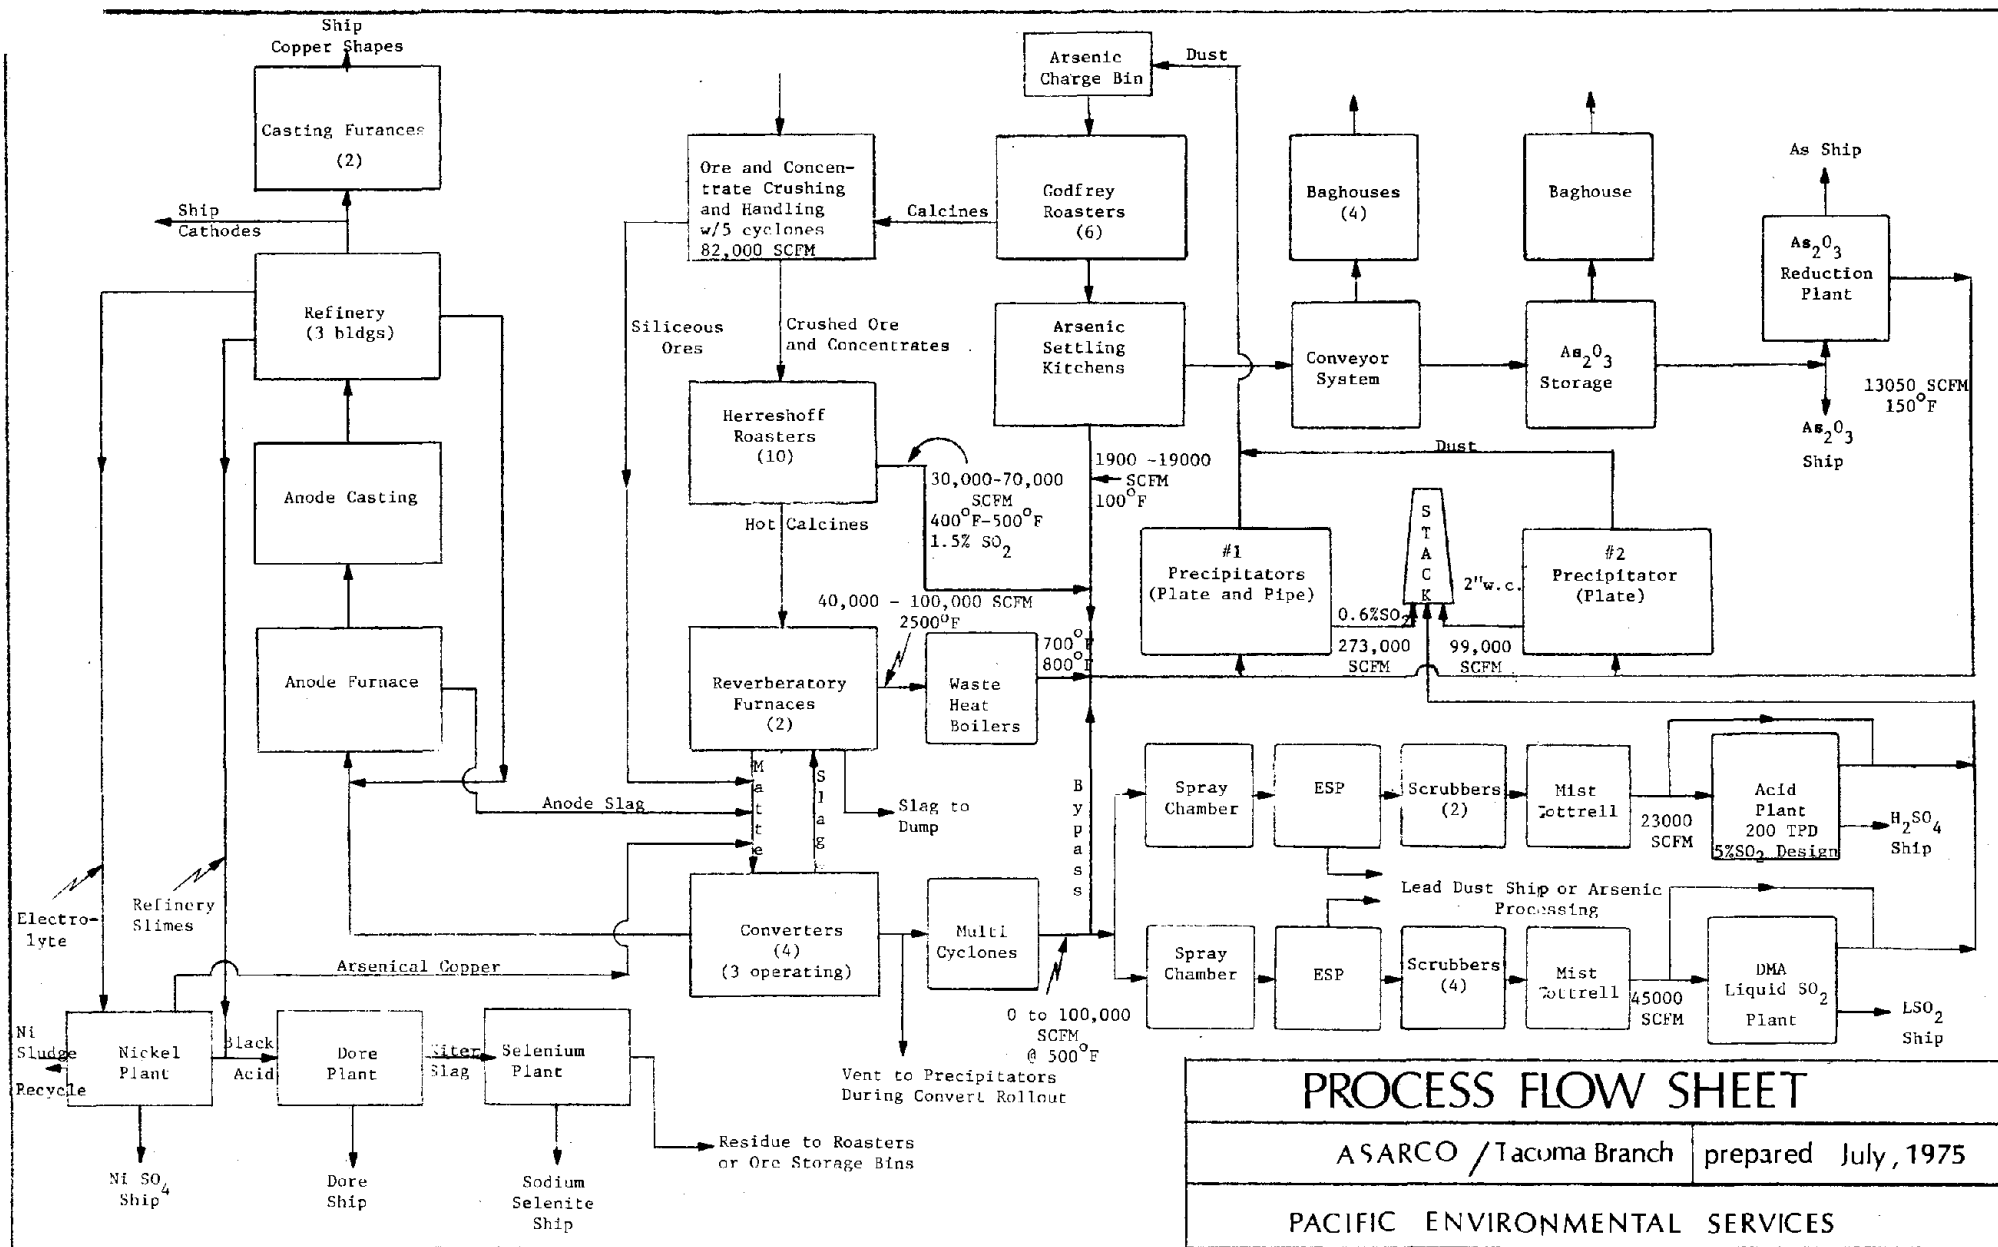 Ship
Copper Shapes
Casting Furances
(2)
Ship
Cathodes
Refinery
(3 bldgs)
Anode Casting
Anode Furnace
Anode Slag
Electro-
lyte
Refinery
Slimes
Arsenical Copper
Ni
Sludge
Recycle
Nickel
Plant
Black
Acid
Dore
Plant
Slag
Selenium
Plant
Ni SO4
Ship
Dore
Ship
Sodium
Selenite
Ship
Residue to Roasters
or Ore Storage Bins
Ore and Concen-
trate Crushing
and Handling
w/5 cyclones
82,000 SCFM
Calcines
Siliceous
Ores
Crushed Ore
and Concentrates
Herreshoff
Roasters
(10)
Hot Calcines
30,000-70,000
SCFM
400°F-500°F
1.5% SO2
40,000 - 100,000 SCFM
2500°F
Reverberatory
Furnaces
(2)
Waste
Heat
Boilers
700°F
800°F
Matte
Slag
Slag to
Dump
Converters
(4)
(3 operating)
Multi
Cyclones
Bypass
0 to 100,000
SCFM
@ 500°F
Vent to Precipitators
During Convert Rollout
Arsenic
Charge Bin
Dust
Godfrey
Roasters
(6)
Arsenic
Settling
Kitchens
1900 -19000
SCFM
100°F
Baghouses
(4)
Conveyor
System
Baghouse
As2O3
Storage
As Ship
As2O3
Reduction
Plant
13050 SCFM
150°F
As2O3
Ship
Dust
#1
Precipitators
(Plate and Pipe)
STACK
2"w.c.
#2
Precipitator
(Plate)
0.6%SO2
273,000
SCFM
99,000
SCFM
Spray
Chamber
ESP
Scrubbers
(2)
Mist
Cottrell
23000
SCFM
Acid
Plant
200 TPD
5%SO2 Design
H2SO4
Ship
Lead Dust Ship or Arsenic
Processing
Spray
Chamber
ESP
Scrubbers
(4)
Mist
Cottrell
45000
SCFM
DMA
Liquid SO2
Plant
LSO2
Ship
PROCESS FLOW SHEET
ASARCO / Tacoma Branch
prepared July, 1975
PACIFIC ENVIRONMENTAL SERVICES